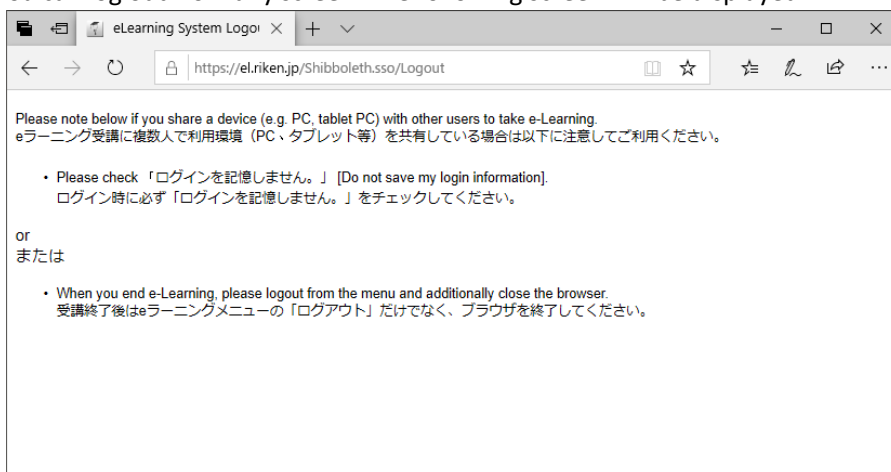 eLearning System Logou
https://el.riken.jp/Shibboleth.sso/Logout
Please note below if you share a device (e.g. PC, tablet PC) with other users to take e-Learning.
eラーニング受講に複数人で利用環境（PC、タブレット等）を共有している場合は以下に注意してご利用ください。
• Please check 「ログインを記憶しません。」 [Do not save my login information].
ログイン時に必ず「ログインを記憶しません。」をチェックしてください。
or
または
• When you end e-Learning, please logout from the menu and additionally close the browser.
受講終了後はeラーニングメニューの「ログアウト」だけでなく、ブラウザを終了してください。